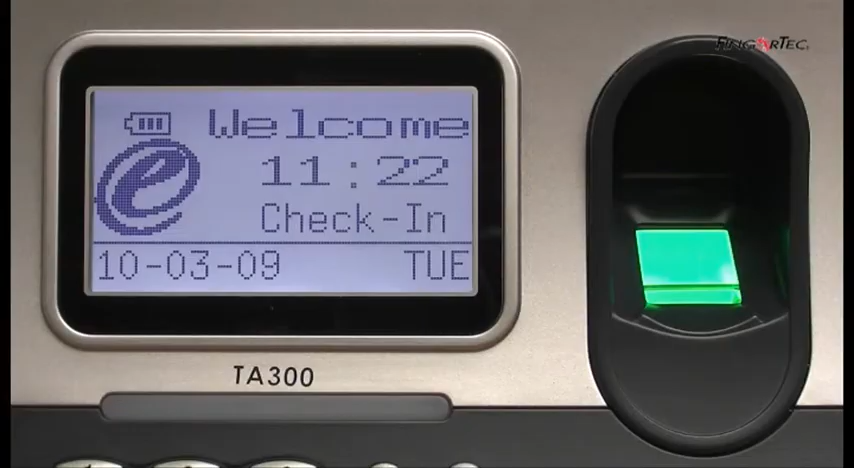 FINGERTEC
Welcome
11:22
Check-In
10-03-09 TUE
TA300